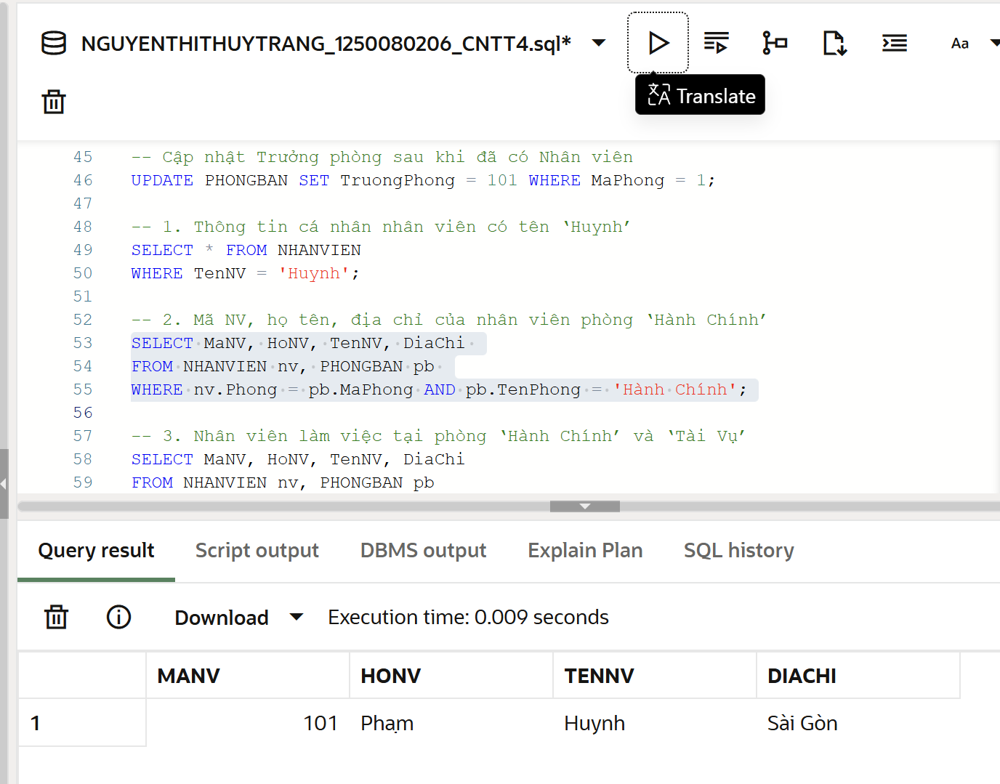 NGUYENTHITHUYTRANG_1250080206_CNTT4.sql*
Aa
Translate
45 -- Cập nhật Trưởng phòng sau khi đã có Nhân viên
46 UPDATE PHONGBAN SET TruongPhong = 101 WHERE MaPhong = 1;
47
48 -- 1. Thông tin cá nhân nhân viên có tên ‘Huynh’
49 SELECT * FROM NHANVIEN
50 WHERE TenNV = 'Huynh';
51
52 -- 2. Mã NV, họ tên, địa chỉ của nhân viên phòng ‘Hành Chính’
53 SELECT MaNV, HoNV, TenNV, DiaChi
54 FROM NHANVIEN nv, PHONGBAN pb
55 WHERE nv.Phong = pb.MaPhong AND pb.TenPhong = 'Hành Chính';
56
57 -- 3. Nhân viên làm việc tại phòng ‘Hành Chính’ và ‘Tài Vụ’
58 SELECT MaNV, HoNV, TenNV, DiaChi
59 FROM NHANVIEN nv, PHONGBAN pb
Query result Script output DBMS output Explain Plan SQL history
Download Execution time: 0.009 seconds
MANV HONV TENNV DIACHI
1 101 Phạm Huynh Sài Gòn